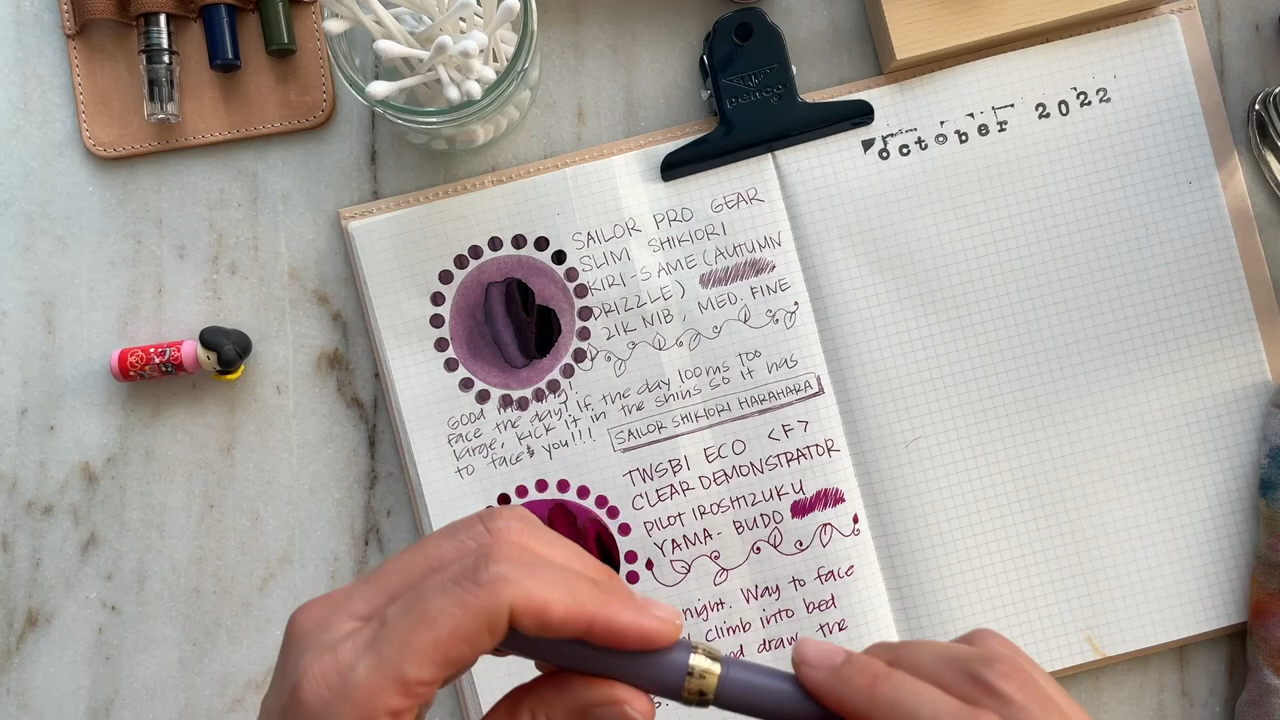 penco
October 2022
SAILOR PRO GEAR
SLIM SHIKIORI
KIRI-SAME (AUTUMN
DRIZZLE)
21K NIB, MED. FINE
Good morning!
face the day! If the day looms too
large, kick it in the shins so it has
to face you!!!
SAILOR SHIKIORI HARAHARA
TWSBI ECO <F>
CLEAR DEMONSTRATOR
PILOT IROSHIZUKU
YAMA-BUDO
night. Way to face
climb into bed
and draw the